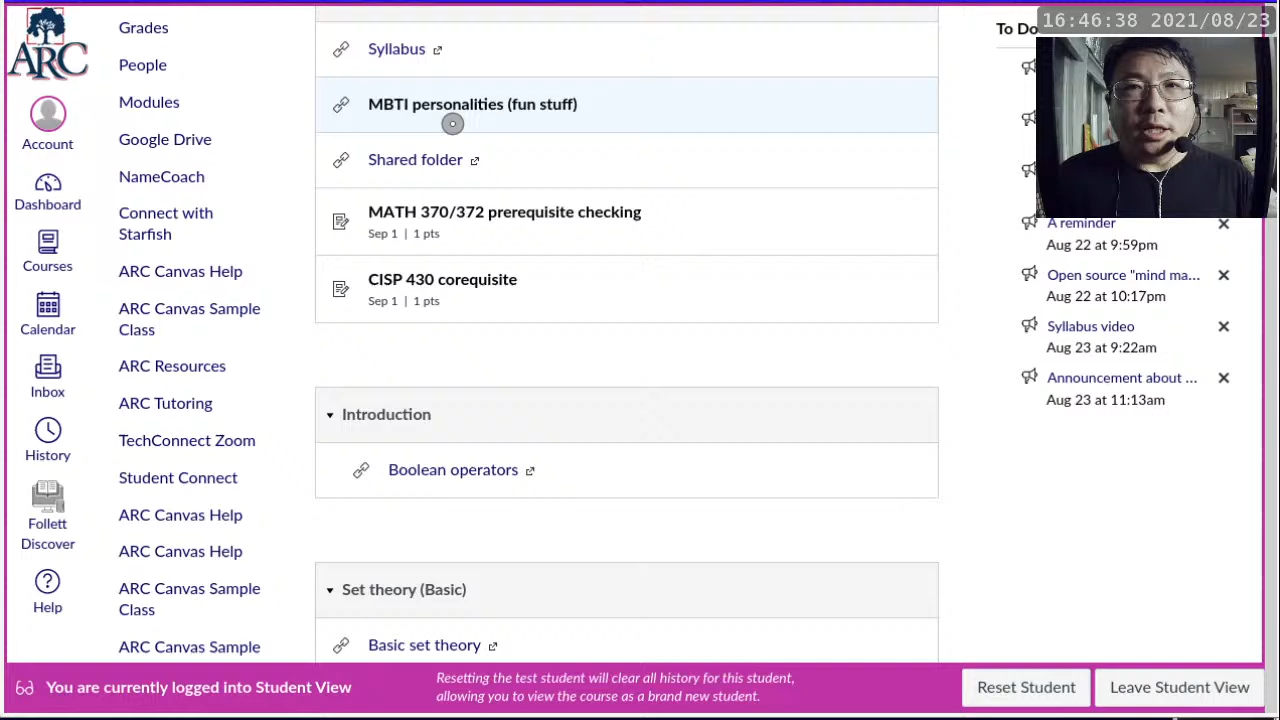 16:46:38 2021/08/23
ARC
Account
Dashboard
Courses
Calendar
Inbox
History
Follett
Discover
Help
Grades
People
Modules
Google Drive
NameCoach
Connect with
Starfish
ARC Canvas Help
ARC Canvas Sample
Class
ARC Resources
ARC Tutoring
TechConnect Zoom
Student Connect
ARC Canvas Help
ARC Canvas Help
ARC Canvas Sample
Class
ARC Canvas Sample
Syllabus
MBTI personalities (fun stuff)
Shared folder
MATH 370/372 prerequisite checking
Sep 1 | 1 pts
CISP 430 corequisite
Sep 1 | 1 pts
Introduction
Boolean operators
Set theory (Basic)
Basic set theory
To Do
A reminder
Aug 22 at 9:59pm
Open source "mind ma...
Aug 22 at 10:17pm
Syllabus video
Aug 23 at 9:22am
Announcement about ...
Aug 23 at 11:13am
You are currently logged into Student View
Resetting the test student will clear all history for this student,
allowing you to view the course as a brand new student.
Reset Student
Leave Student View